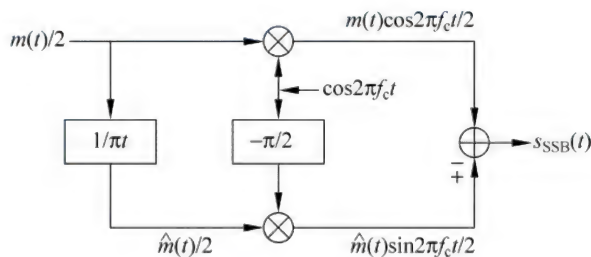 m(t)/2
m(t)cos2πf_ct/2
cos2πf_ct
1/πt
−π/2
∓
s_SSB(t)
m̂(t)/2
m̂(t)sin2πf_ct/2